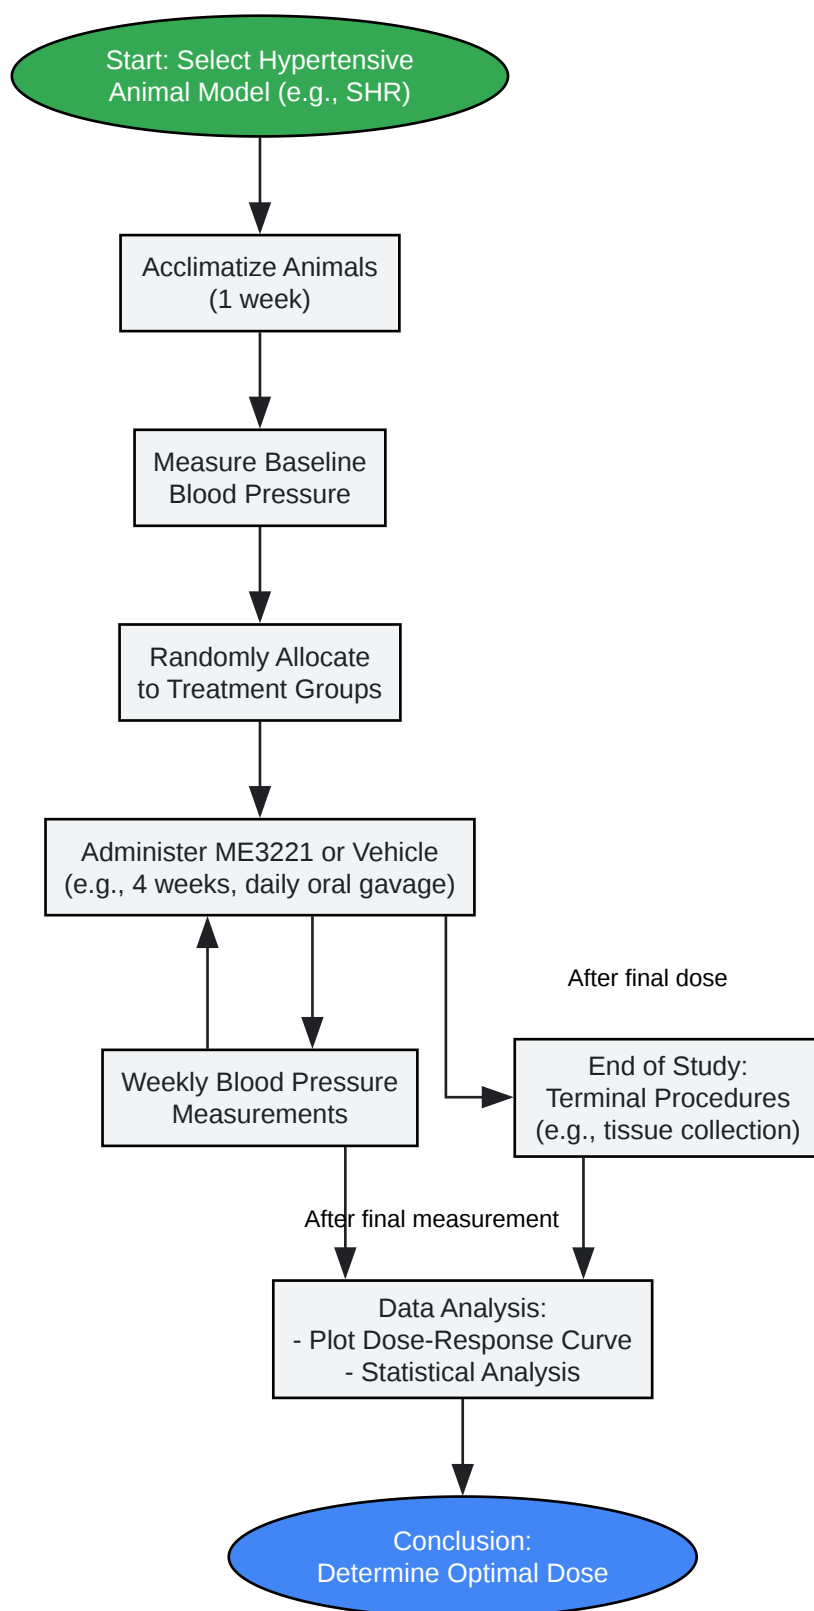 Start: Select Hypertensive
Animal Model (e.g., SHR)
Acclimatize Animals
(1 week)
Measure Baseline
Blood Pressure
Randomly Allocate
to Treatment Groups
Administer ME3221 or Vehicle
(e.g., 4 weeks, daily oral gavage)
After final dose
Weekly Blood Pressure
Measurements
End of Study:
Terminal Procedures
(e.g., tissue collection)
After final measurement
Data Analysis:
- Plot Dose-Response Curve
- Statistical Analysis
Conclusion:
Determine Optimal Dose